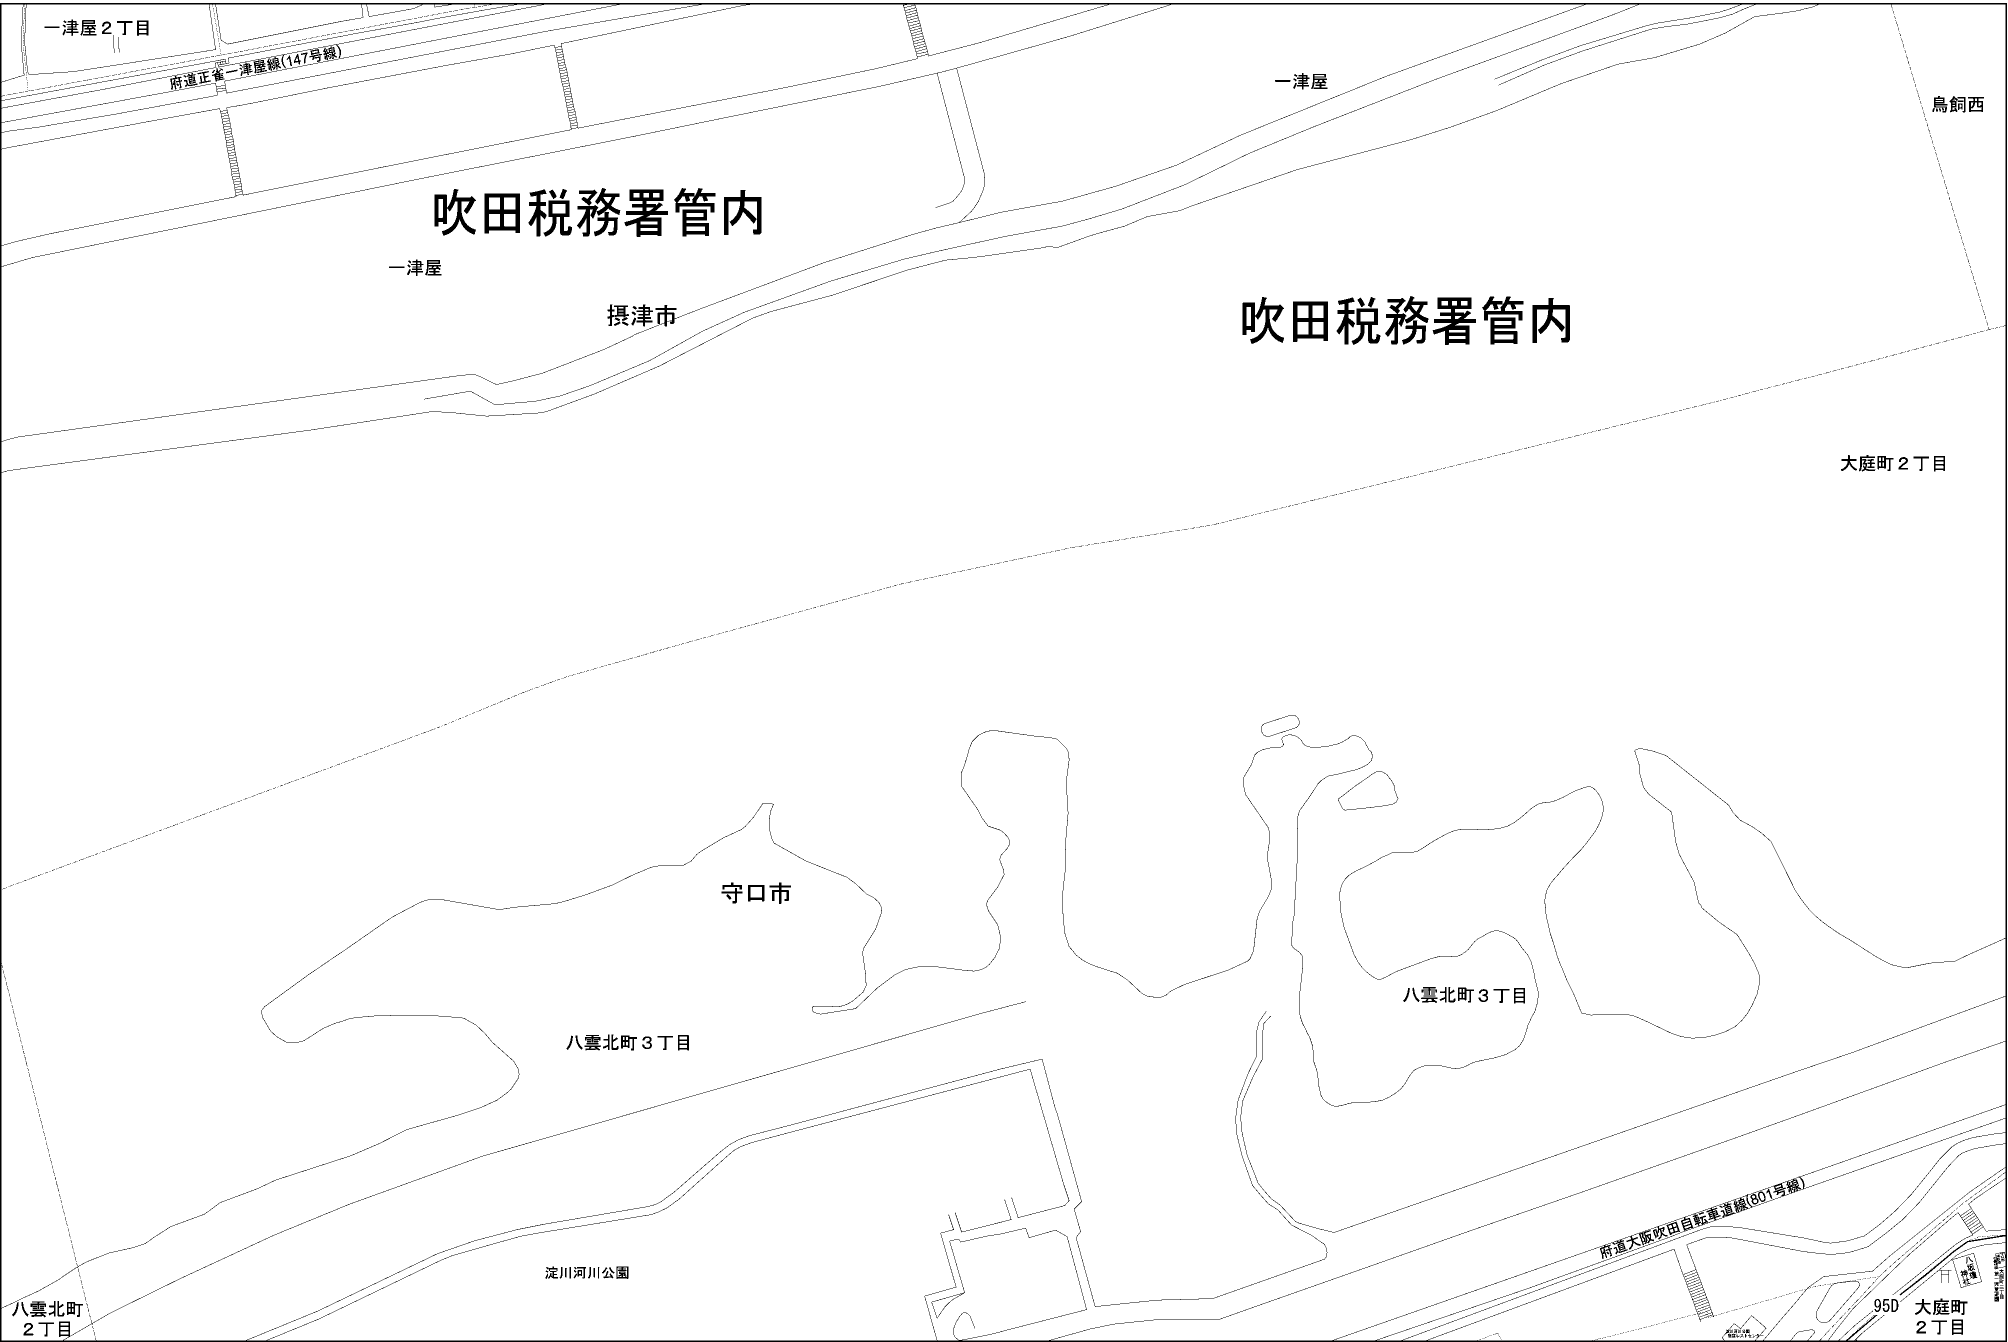 一津屋２丁目
府道正雀一津屋線(147号線)
一津屋
鳥飼西
吹田税務署管内
一津屋
摂津市
吹田税務署管内
大庭町２丁目
守口市
八雲北町３丁目
八雲北町３丁目
府道大阪吹田自転車道線(801号線)
淀川河川公園
八雲北町
２丁目
95D
大庭町
２丁目